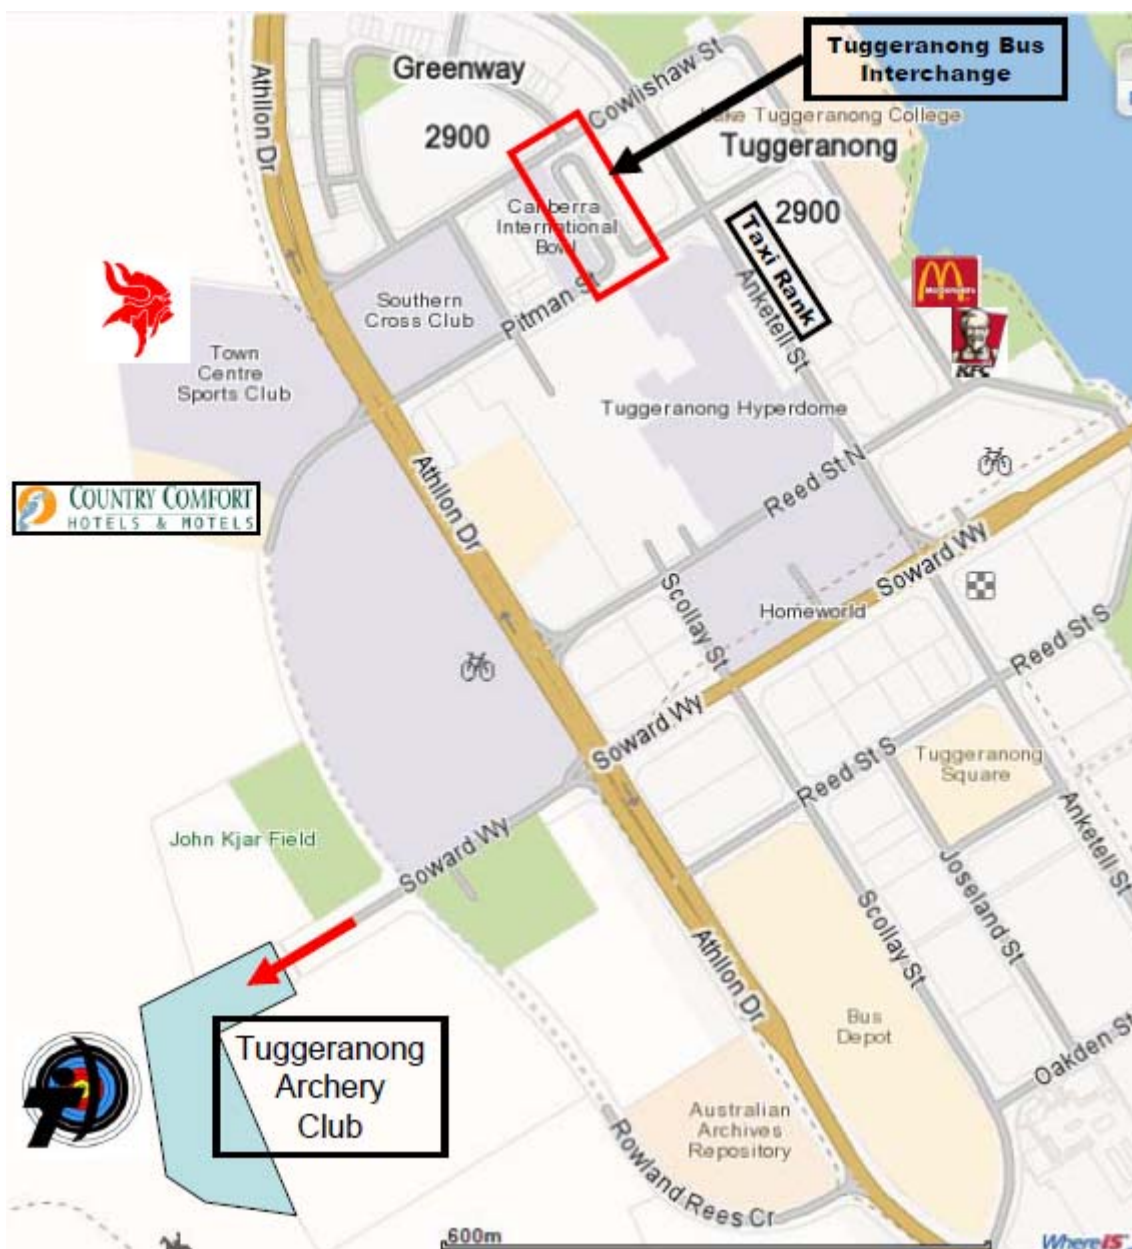 Tuggeranong Bus
Interchange
Cowlishaw St
Greenway
2900
Athllon Dr
Lake Tuggeranong College
Tuggeranong
2900
Canberra
International
Bowl
Taxi Rank
Anketell St
McDonald's
KFC
Southern
Cross Club
Pitman St
Town
Centre
Sports Club
Tuggeranong Hyperdome
COUNTRY COMFORT
HOTELS & MOTELS
Athllon Dr
Reed St N
Soward Wy
Scollay St
Homeworld
Reed St S
Soward Wy
Reed St S
Tuggeranong
Square
Anketell St
John Kjar Field
Soward Wy
Joseland St
Scollay St
Athllon Dr
Bus
Depot
Oakden St
Tuggeranong
Archery
Club
Australian
Archives
Repository
Rowland Rees Cr
600m
WhereiS